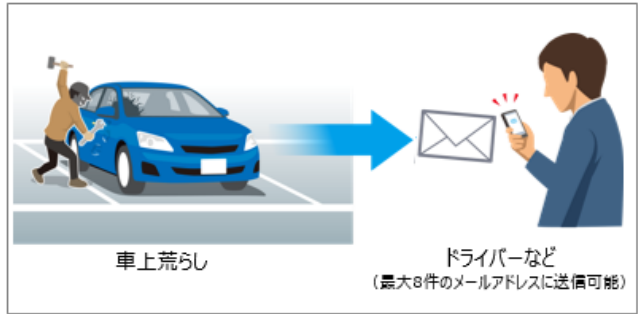 車上荒らし
ドライバーなど
（最大8件のメールアドレスに送信可能）